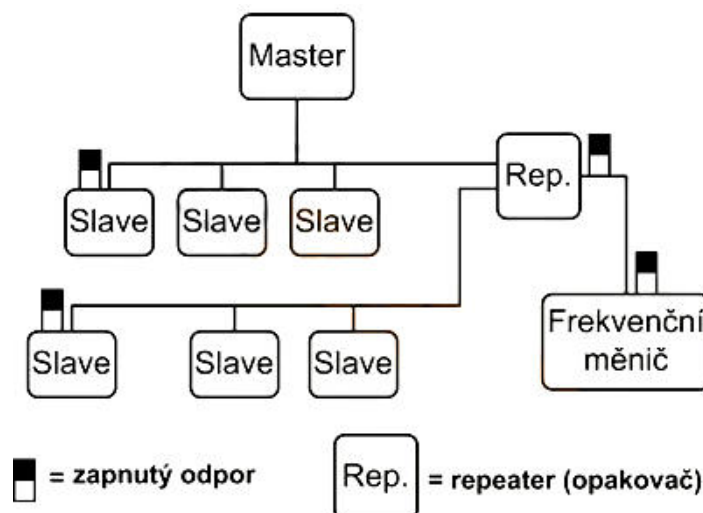 Master
Rep.
Slave
Slave
Slave
Slave
Slave
Slave
Frekvenční
měnič
= zapnutý odpor
Rep.
= repeater (opakovač)